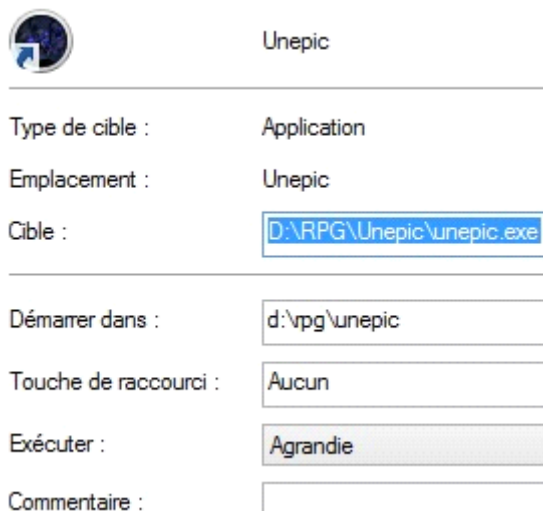 Unepic
Type de cible : Application
Emplacement : Unepic
Cible : D:\RPG\Unepic\unepic.exe
Démarrer dans : d:\rpg\unepic
Touche de raccourci : Aucun
Exécuter : Agrandie
Commentaire :